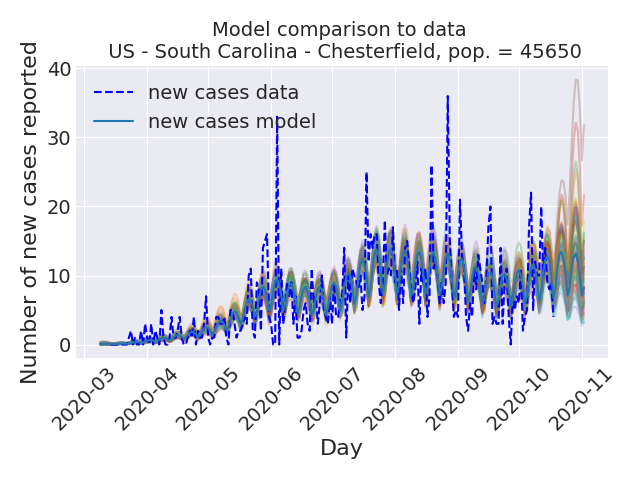 Model comparison to data
US - South Carolina - Chesterfield, pop. = 45650
Number of new cases reported
40
30
20
10
0
new cases data
new cases model
2020-03
2020-04
2020-05
2020-06
2020-07
2020-08
2020-09
2020-10
2020-11
Day